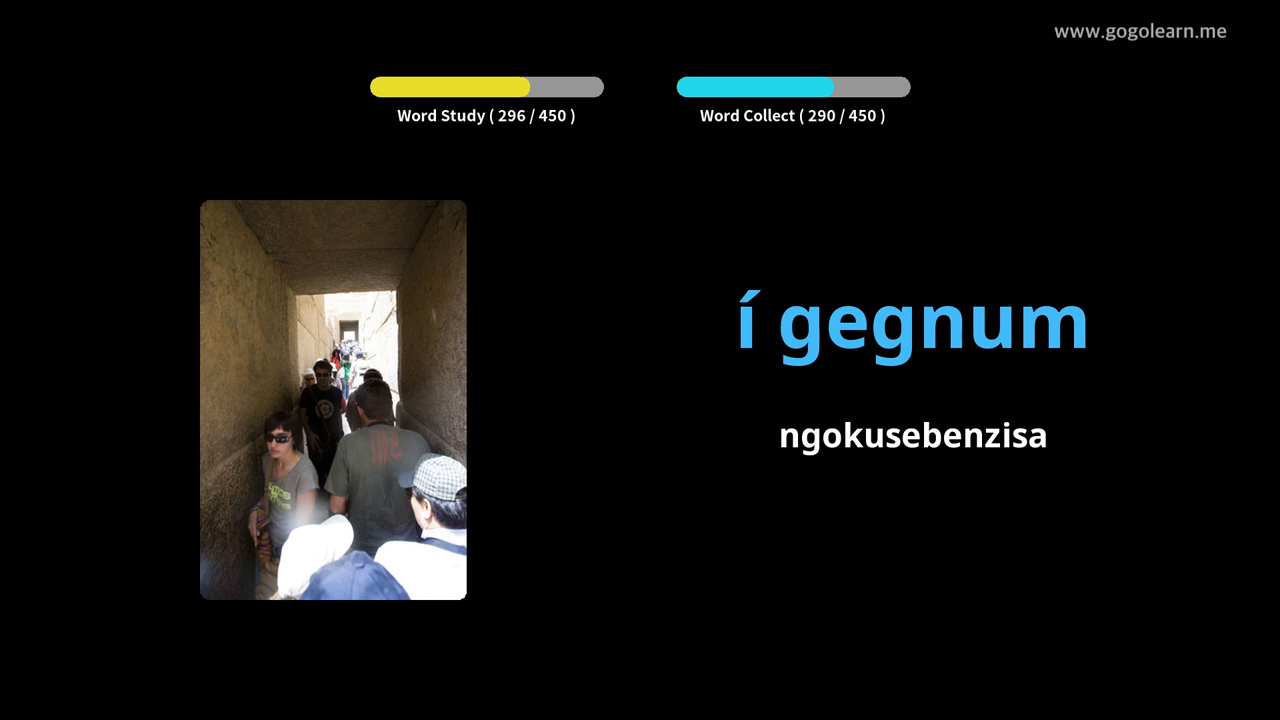 www.gogolearn.me
Word Study ( 296 / 450 )
Word Collect ( 290 / 450 )
í gegnum
ngokusebenzisa